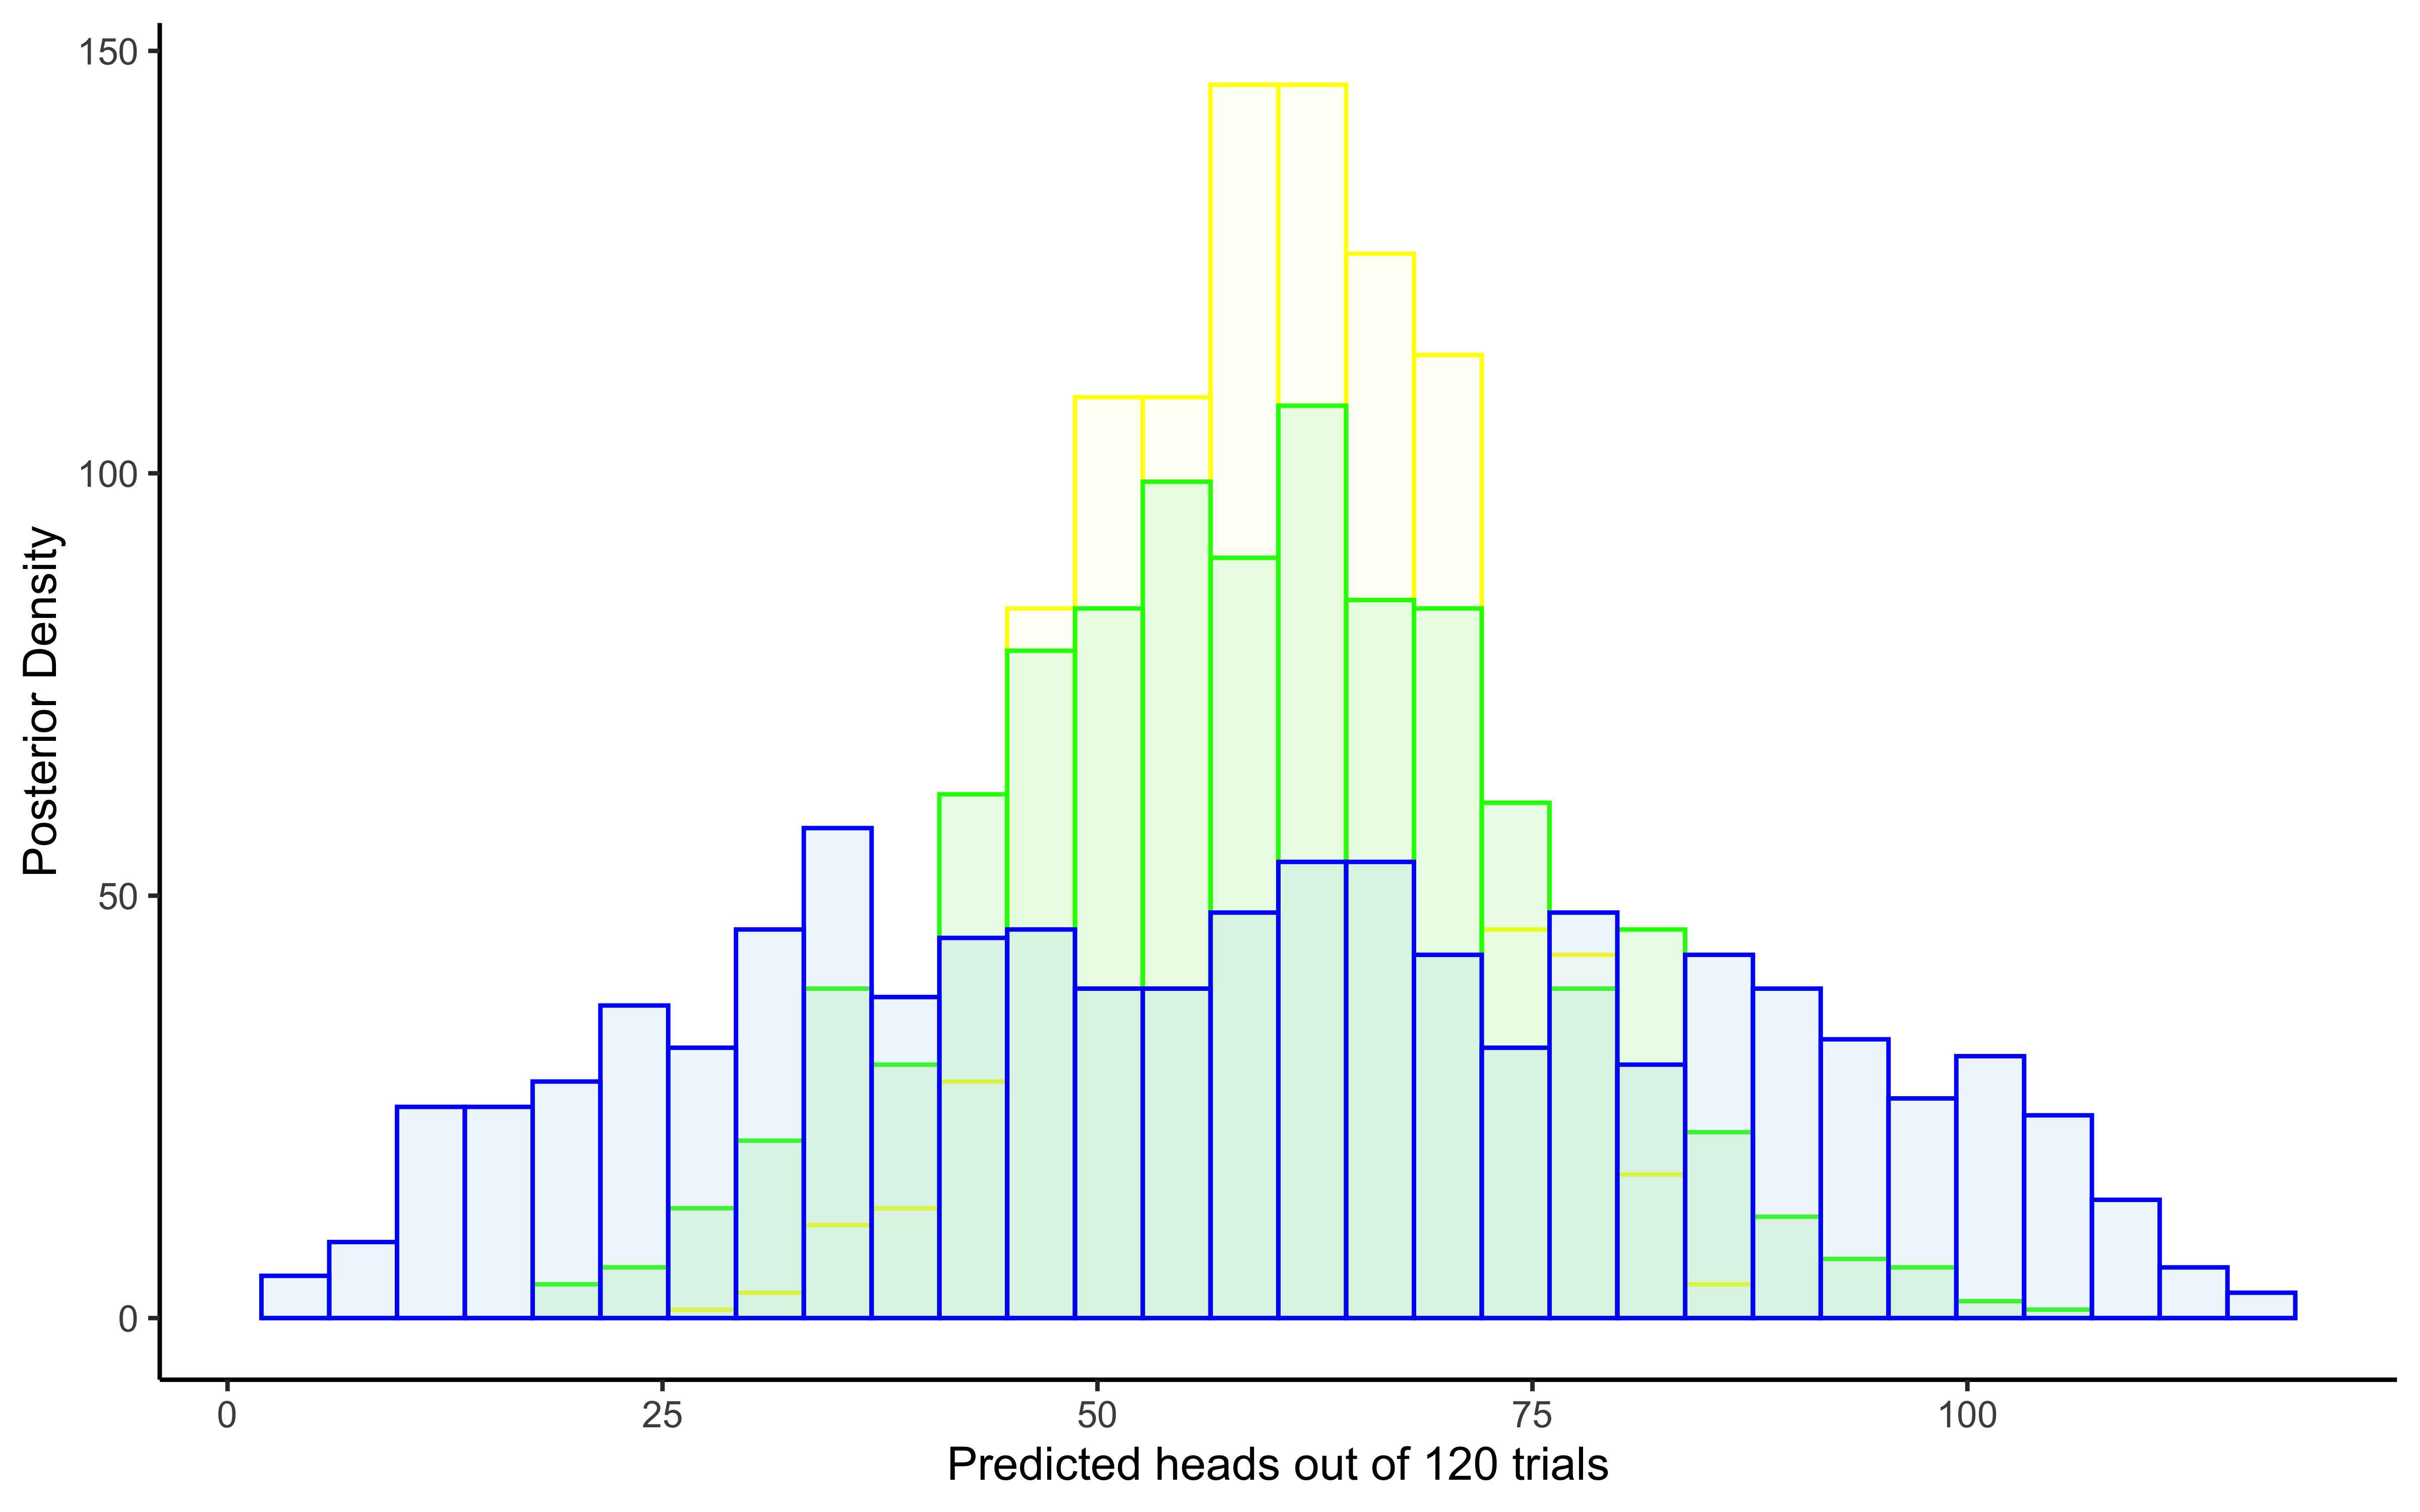 150
100
50
0
Posterior Density
0 25 50 75 100
Predicted heads out of 120 trials